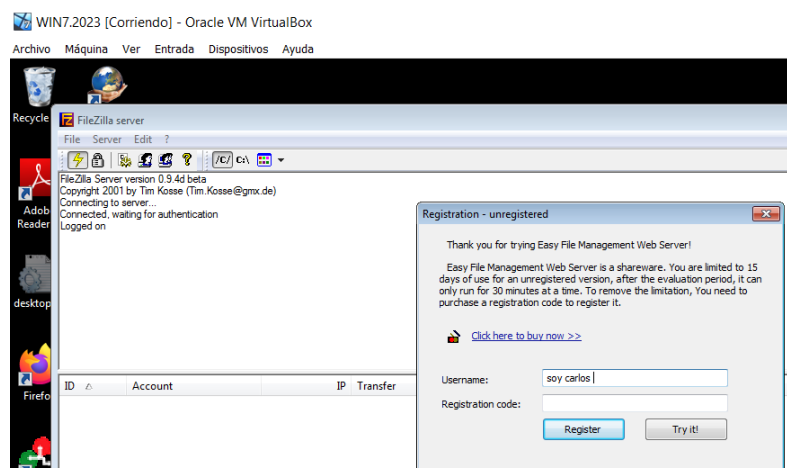 WIN7.2023 [Corriendo] - Oracle VM VirtualBox
Archivo Máquina Ver Entrada Dispositivos Ayuda
Recycle
FileZilla server
File Server Edit ?
/C/ C:\
FileZilla Server version 0.9.4d beta
Copyright 2001 by Tim Kosse (Tim.Kosse@gmx.de)
Connecting to server...
Connected, waiting for authentication
Logged on
Adob
Reader
desktop
Firefo
ID Account IP Transfer
Registration - unregistered
Thank you for trying Easy File Management Web Server!
Easy File Management Web Server is a shareware. You are limited to 15
days of use for an unregistered version, after the evaluation period, it can
only run for 30 minutes at a time. To remove the limitation, You need to
purchase a registration code to register it.
Click here to buy now >>
Username: soy carlos
Registration code:
Register Try it!